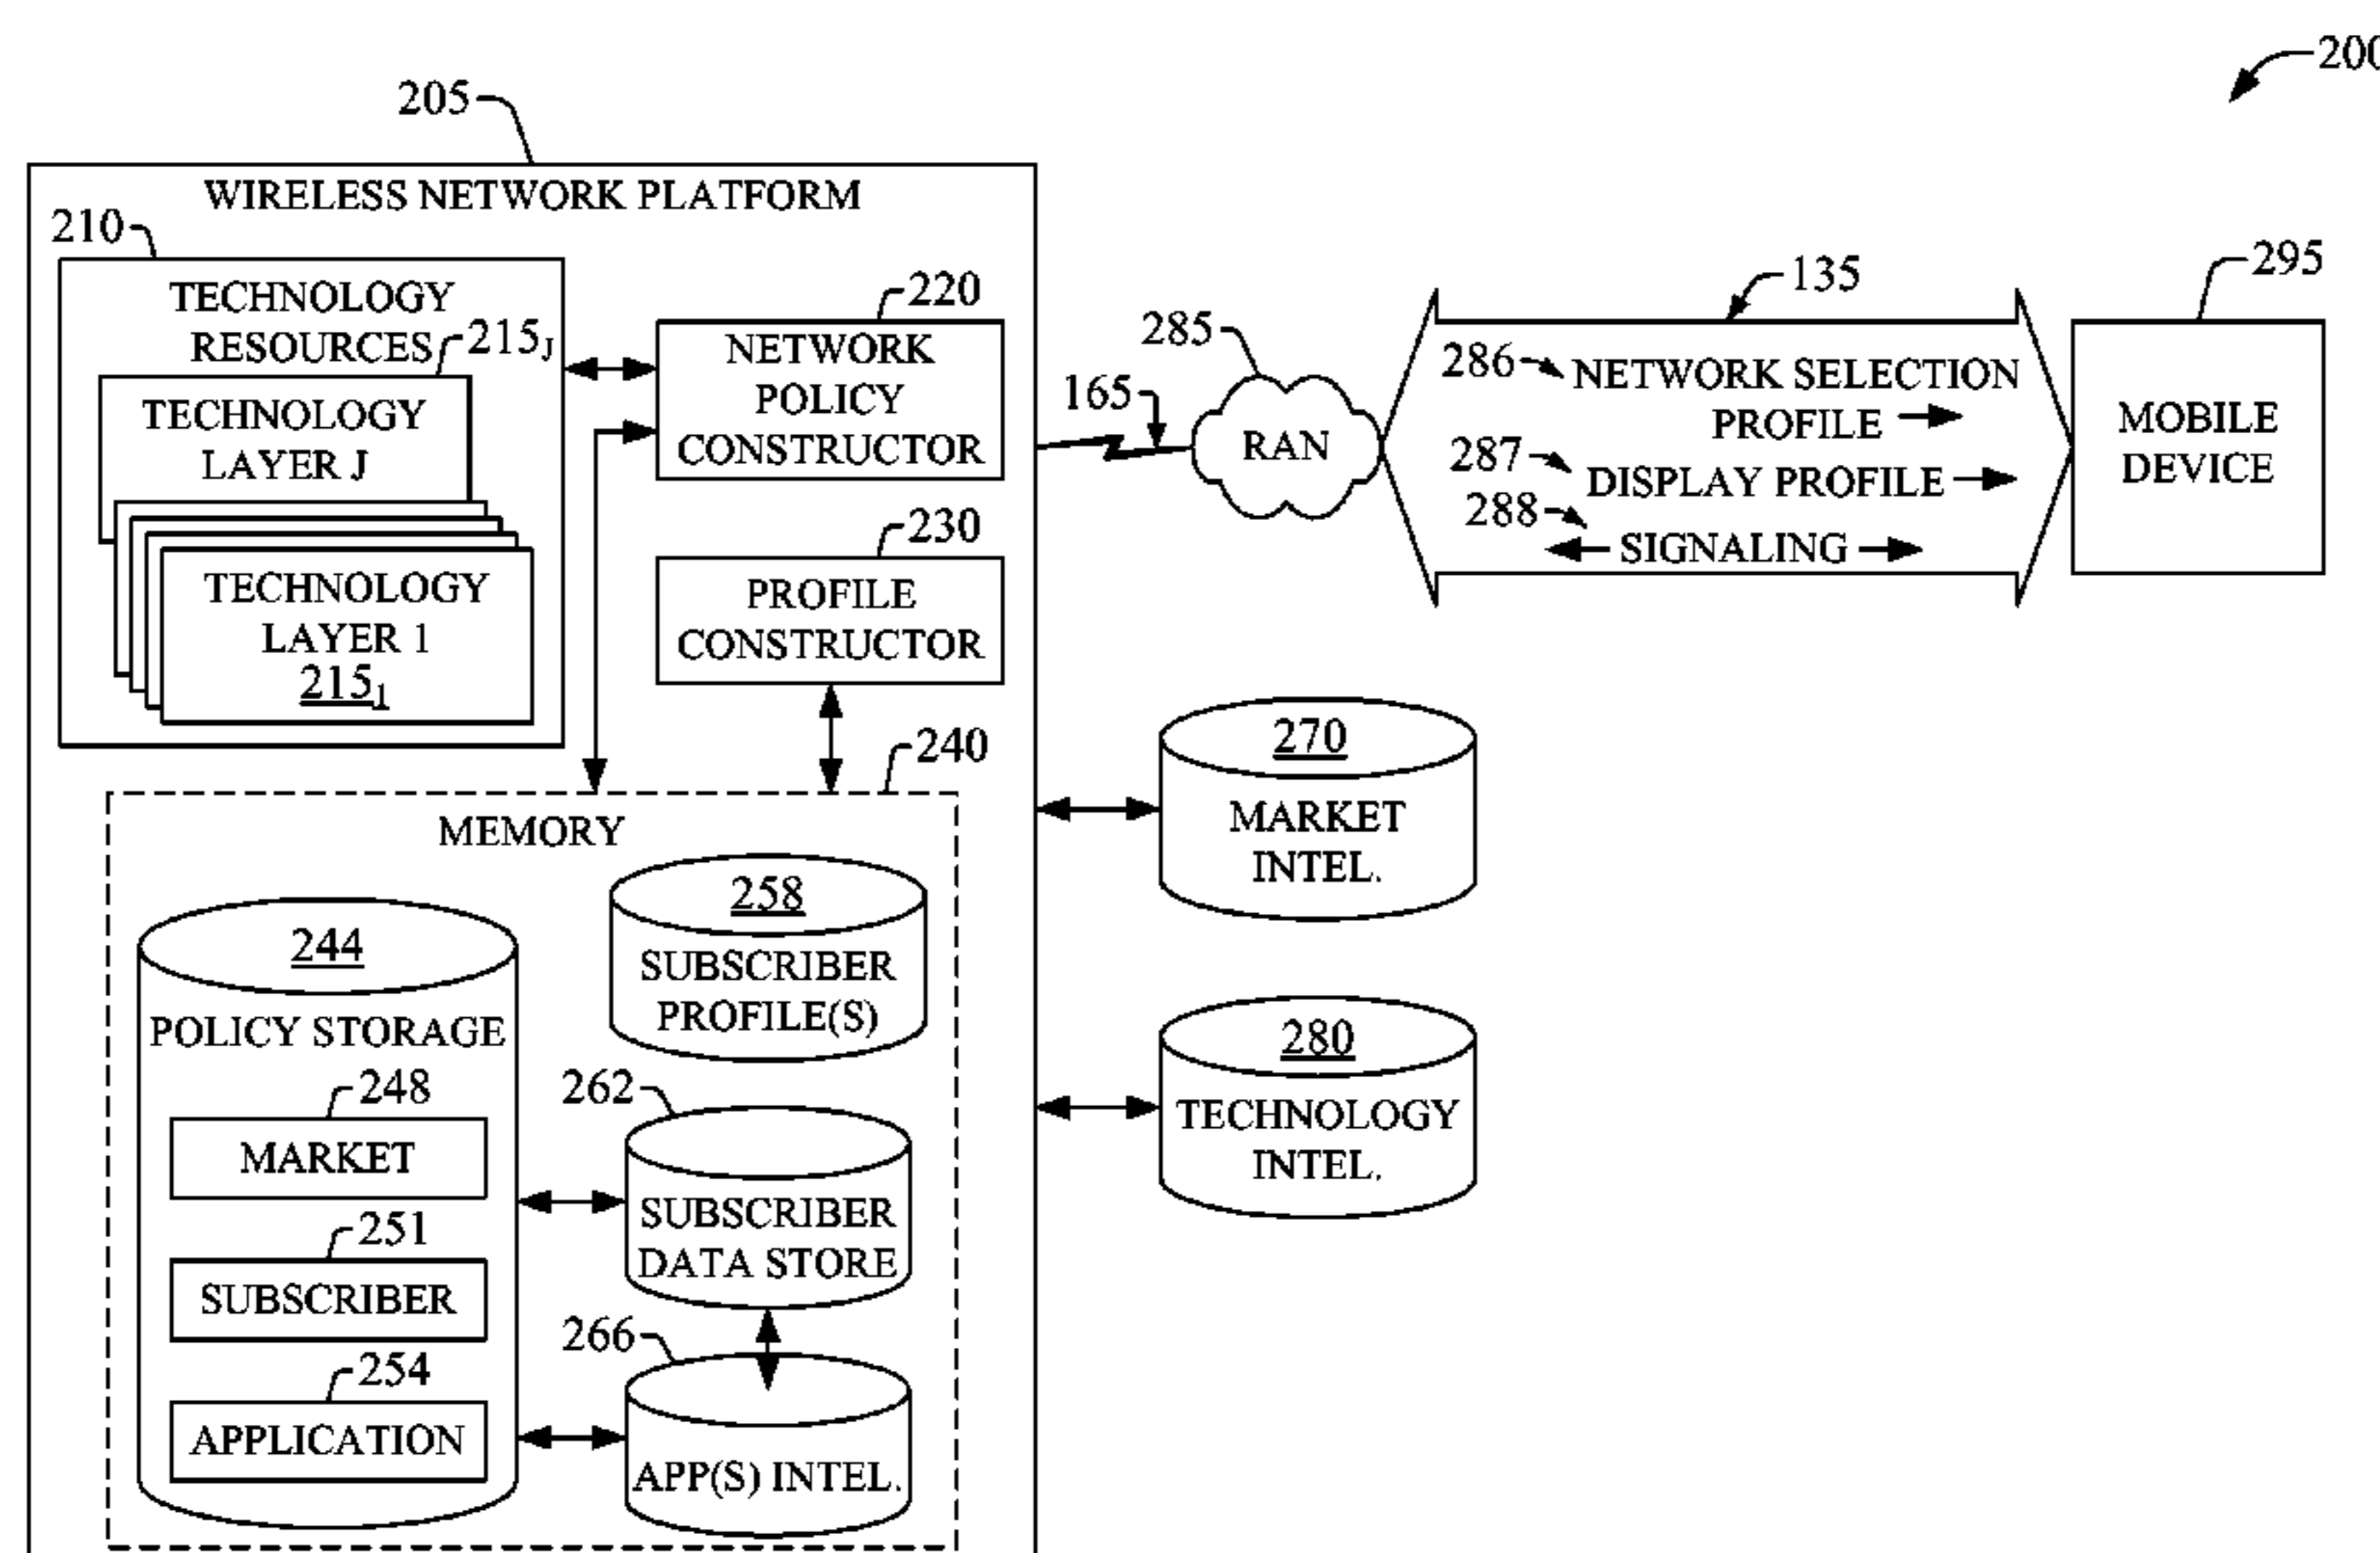 200
205
WIRELESS NETWORK PLATFORM
210
TECHNOLOGY
RESOURCES
215J
TECHNOLOGY
LAYER J
TECHNOLOGY
LAYER 1
2151
220
NETWORK
POLICY
CONSTRUCTOR
230
PROFILE
CONSTRUCTOR
165
285
RAN
135
286
NETWORK SELECTION
PROFILE
287
DISPLAY PROFILE
288
SIGNALING
295
MOBILE
DEVICE
240
MEMORY
244
POLICY STORAGE
248
MARKET
251
SUBSCRIBER
254
APPLICATION
258
SUBSCRIBER
PROFILE(S)
262
SUBSCRIBER
DATA STORE
266
APP(S) INTEL.
270
MARKET
INTEL.
280
TECHNOLOGY
INTEL.